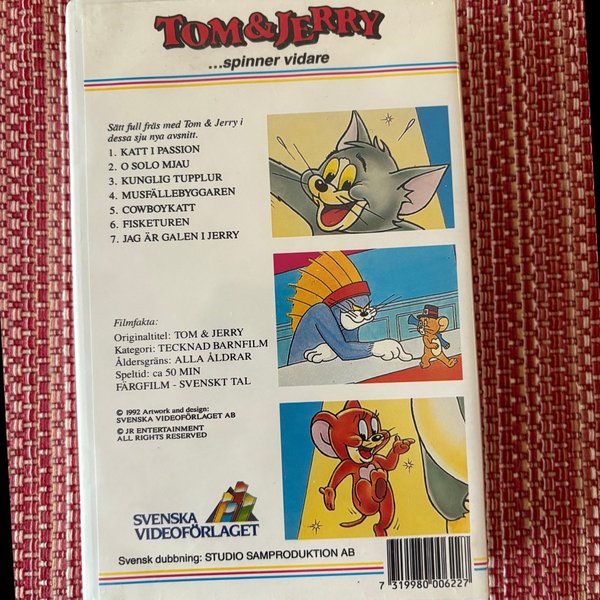 TOM & JERRY
...spinner vidare
Sätt full fräs med Tom & Jerry i
dessa sju nya avsnitt.
1. KATT I PASSION
2. O SOLO MJAU
3. KUNGLIG TUPPLUR
4. MUSFÄLLEBYGGAREN
5. COWBOYKATT
6. FISKETUREN
7. JAG ÄR GALEN I JERRY
Filmfakta:
Originaltitel: TOM & JERRY
Kategori: TECKNAD BARNFILM
Åldersgräns: ALLA ÅLDRAR
Speltid: ca 50 MIN
FÄRGFILM - SVENSKT TAL
© 1992 Artwork and design:
SVENSKA VIDEOFÖRLAGET AB
© JR ENTERTAINMENT
ALL RIGHTS RESERVED
SVENSKA
VIDEOFÖRLAGET
Svensk dubbning: STUDIO SAMPRODUKTION AB
7 319980 006227